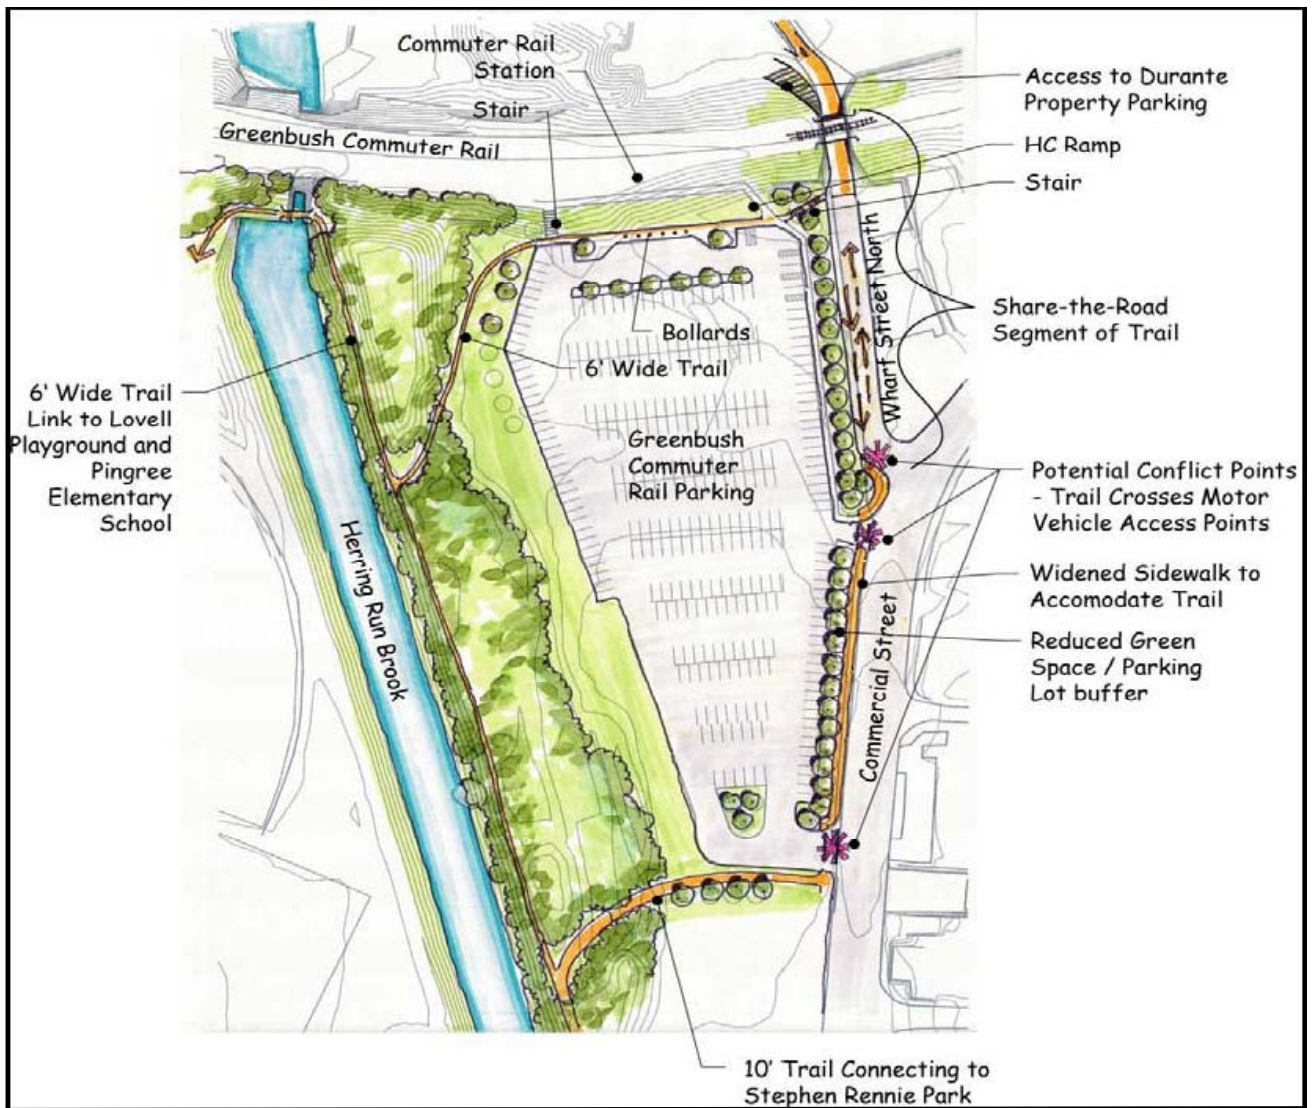 Commuter Rail
Station
Stair
Greenbush Commuter Rail
Access to Durante
Property Parking
HC Ramp
Stair
Wharf Street North
Share-the-Road
Segment of Trail
Bollards
6' Wide Trail
6' Wide Trail
Link to Lovell
Playground and
Pingree
Elementary
School
Greenbush
Commuter
Rail Parking
Potential Conflict Points
- Trail Crosses Motor
Vehicle Access Points
Herring Run Brook
Widened Sidewalk to
Accomodate Trail
Commercial Street
Reduced Green
Space / Parking
Lot buffer
10' Trail Connecting to
Stephen Rennie Park